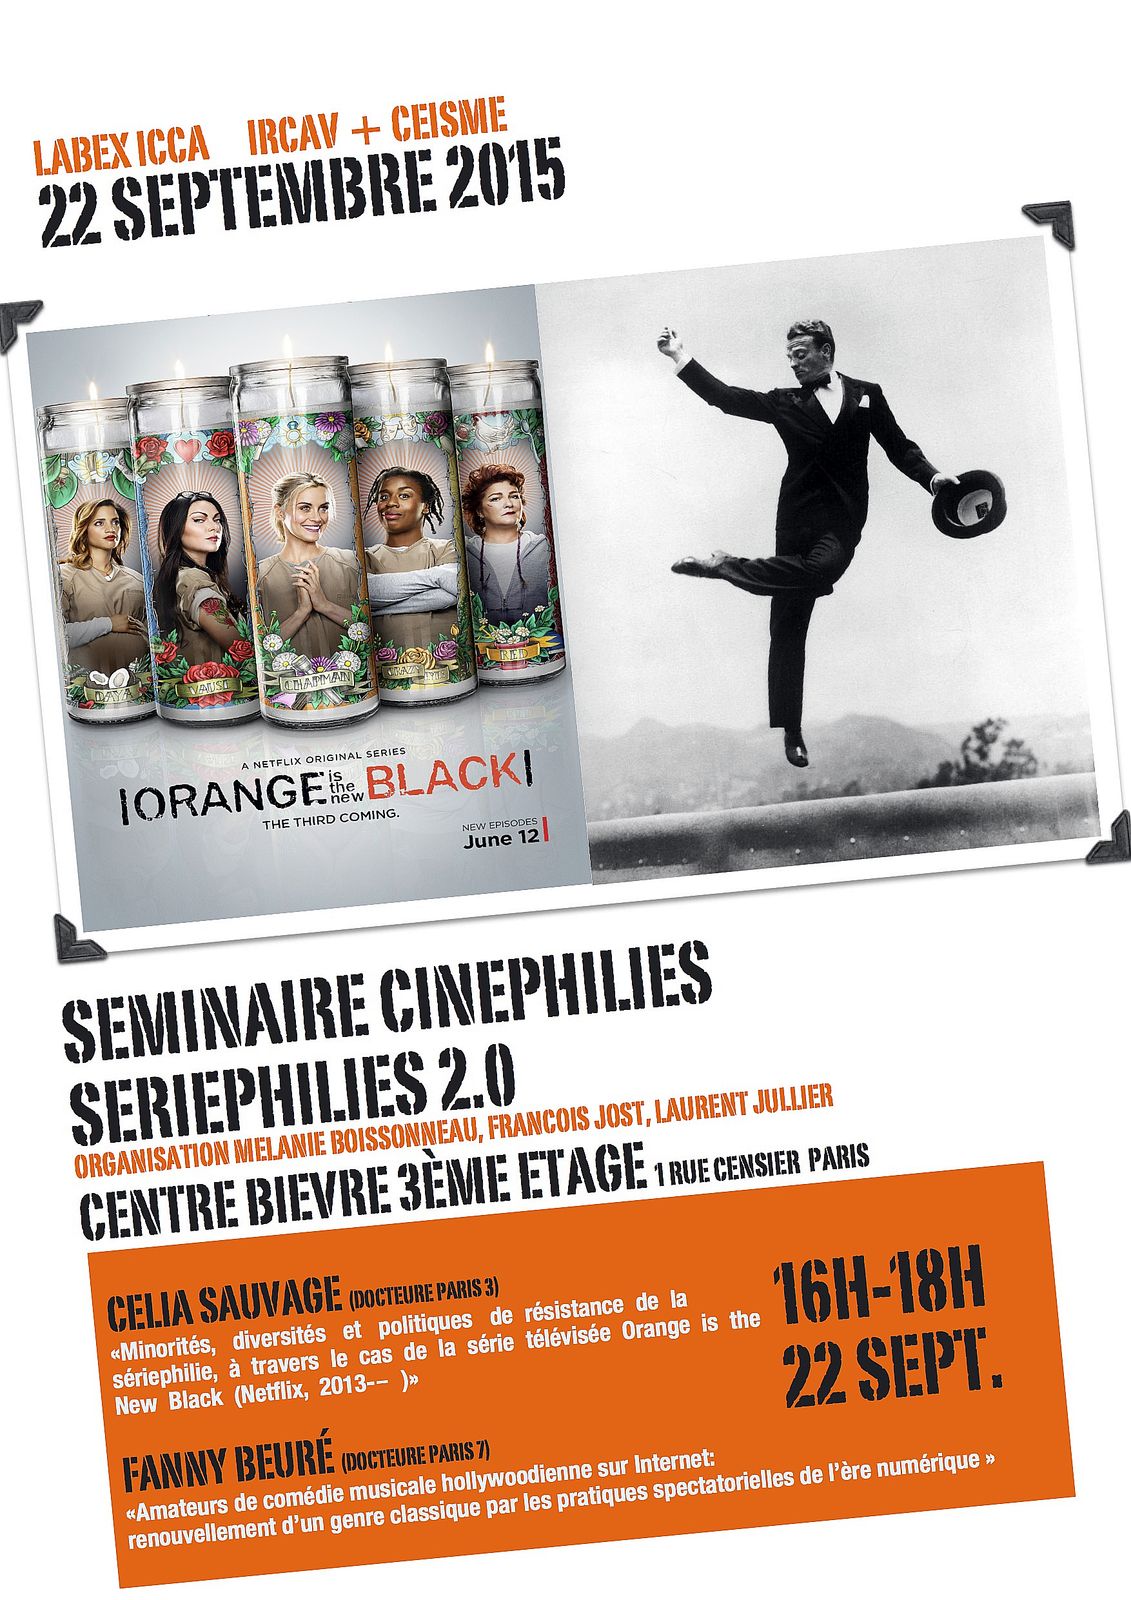 LABEX ICCA IRCAV + CEISME
22 SEPTEMBRE 2015
DAYA
VAUSE
CHAPMAN
CRAZY EYES
RED
A NETFLIX ORIGINAL SERIES
ORANGE is the new BLACK
THE THIRD COMING.
NEW EPISODES
June 12
SEMINAIRE CINEPHILIES
SERIEPHILIES 2.0
ORGANISATION MELANIE BOISSONNEAU, FRANCOIS JOST, LAURENT JULLIER
CENTRE BIEVRE 3ÈME ETAGE 1 RUE CENSIER PARIS
CELIA SAUVAGE (DOCTEURE PARIS 3)
«Minorités, diversités et politiques de résistance de la
sériephilie, à travers le cas de la série télévisée Orange is the
New Black (Netflix, 2013-– )»
16H-18H
22 SEPT.
FANNY BEURÉ (DOCTEURE PARIS 7)
«Amateurs de comédie musicale hollywoodienne sur Internet:
renouvellement d'un genre classique par les pratiques spectatorielles de l'ère numérique »